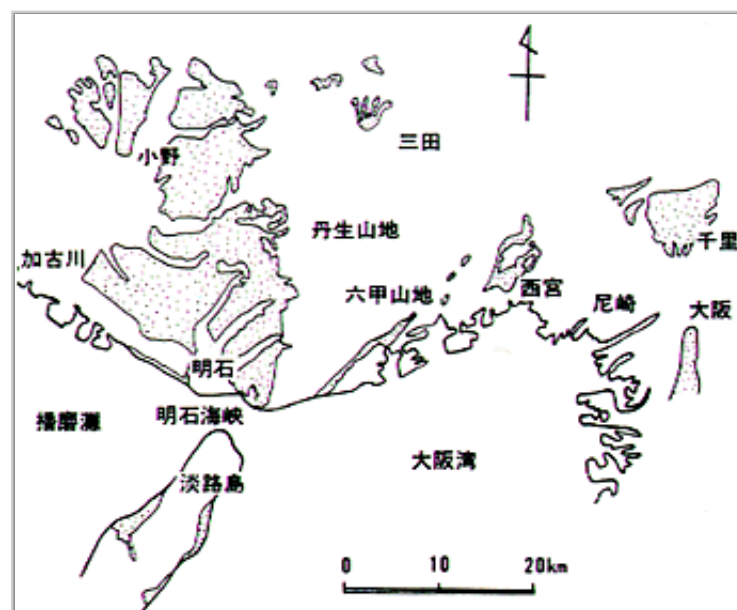 小野
三田
千里
丹生山地
加古川
六甲山地
西宮
尼崎
大阪
明石
播磨灘
明石海峡
大阪湾
淡路島
0 10 20km